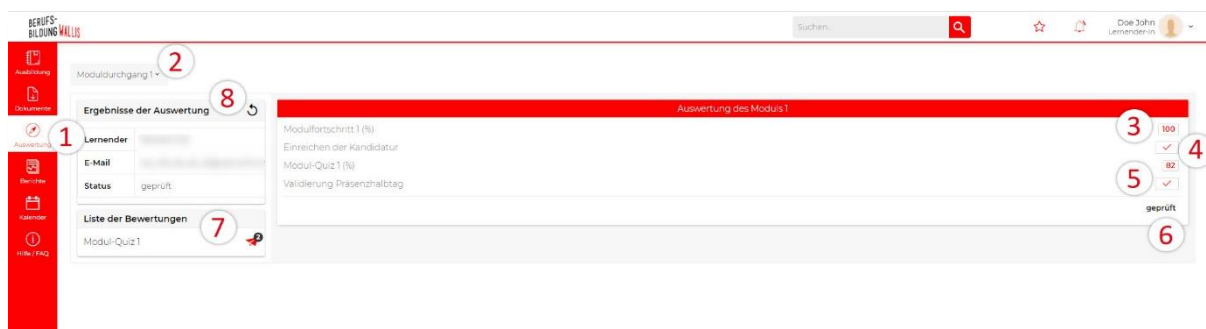 BERUFS-
BILDUNG WALLIS
Suchen...
Doe John
Lernender-in
Ausbildung
Dokumente
Auswertung
Berichte
Kalender
Hilfe / FAQ
1
Moduldurchgang 1
2
Ergebnisse der Auswertung
8
Lernender
E-Mail
Status geprüft
Liste der Bewertungen
7
Modul-Quiz 1
2
Auswertung des Moduls 1
Modulfortschritt 1 (%) 3 100
Einreichen der Kandidatur 4
Modul-Quiz 1 (%) 82
Validierung Präsenzhalbtag 5
geprüft
6